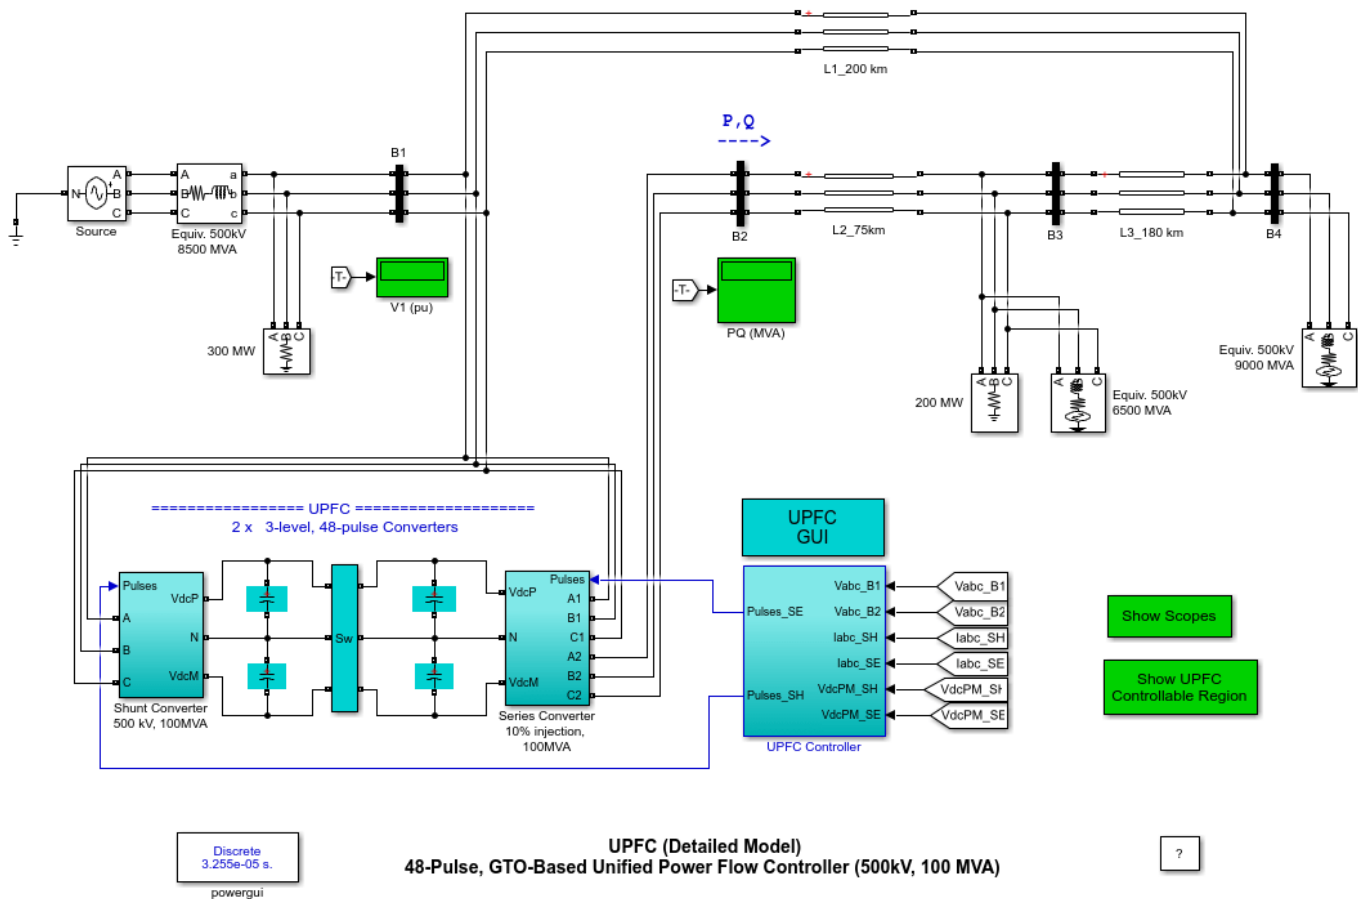 L1_200 km
P,Q
B1
A
B
C
N
Source
A
B
C
a
b
c
Equiv. 500kV
8500 MVA
B2
L2_75km
B3
L3_180 km
B4
-T-
V1 (pu)
-T-
PQ (MVA)
A B C
300 MW
A B C
200 MW
A B C
Equiv. 500kV
6500 MVA
A B C
Equiv. 500kV
9000 MVA
================= UPFC ====================
2 x 3-level, 48-pulse Converters
Pulses
A
B
C
VdcP
N
VdcM
Shunt Converter
500 kV, 100MVA
Sw
VdcP
N
VdcM
Pulses
A1
B1
C1
A2
B2
C2
Series Converter
10% injection,
100MVA
UPFC
GUI
Pulses_SE
Pulses_SH
Vabc_B1
Vabc_B2
Iabc_SH
Iabc_SE
VdcPM_SH
VdcPM_SE
UPFC Controller
Vabc_B1
Vabc_B2
Iabc_SH
Iabc_SE
VdcPM_SH
VdcPM_SE
Show Scopes
Show UPFC
Controllable Region
Discrete
3.255e-05 s.
powergui
UPFC (Detailed Model)
48-Pulse, GTO-Based Unified Power Flow Controller (500kV, 100 MVA)
?